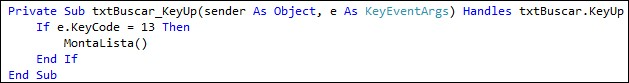 Private Sub txtBuscar_KeyUp(sender As Object, e As KeyEventArgs) Handles txtBuscar.KeyUp
If e.KeyCode = 13 Then
MontaLista()
End If
End Sub